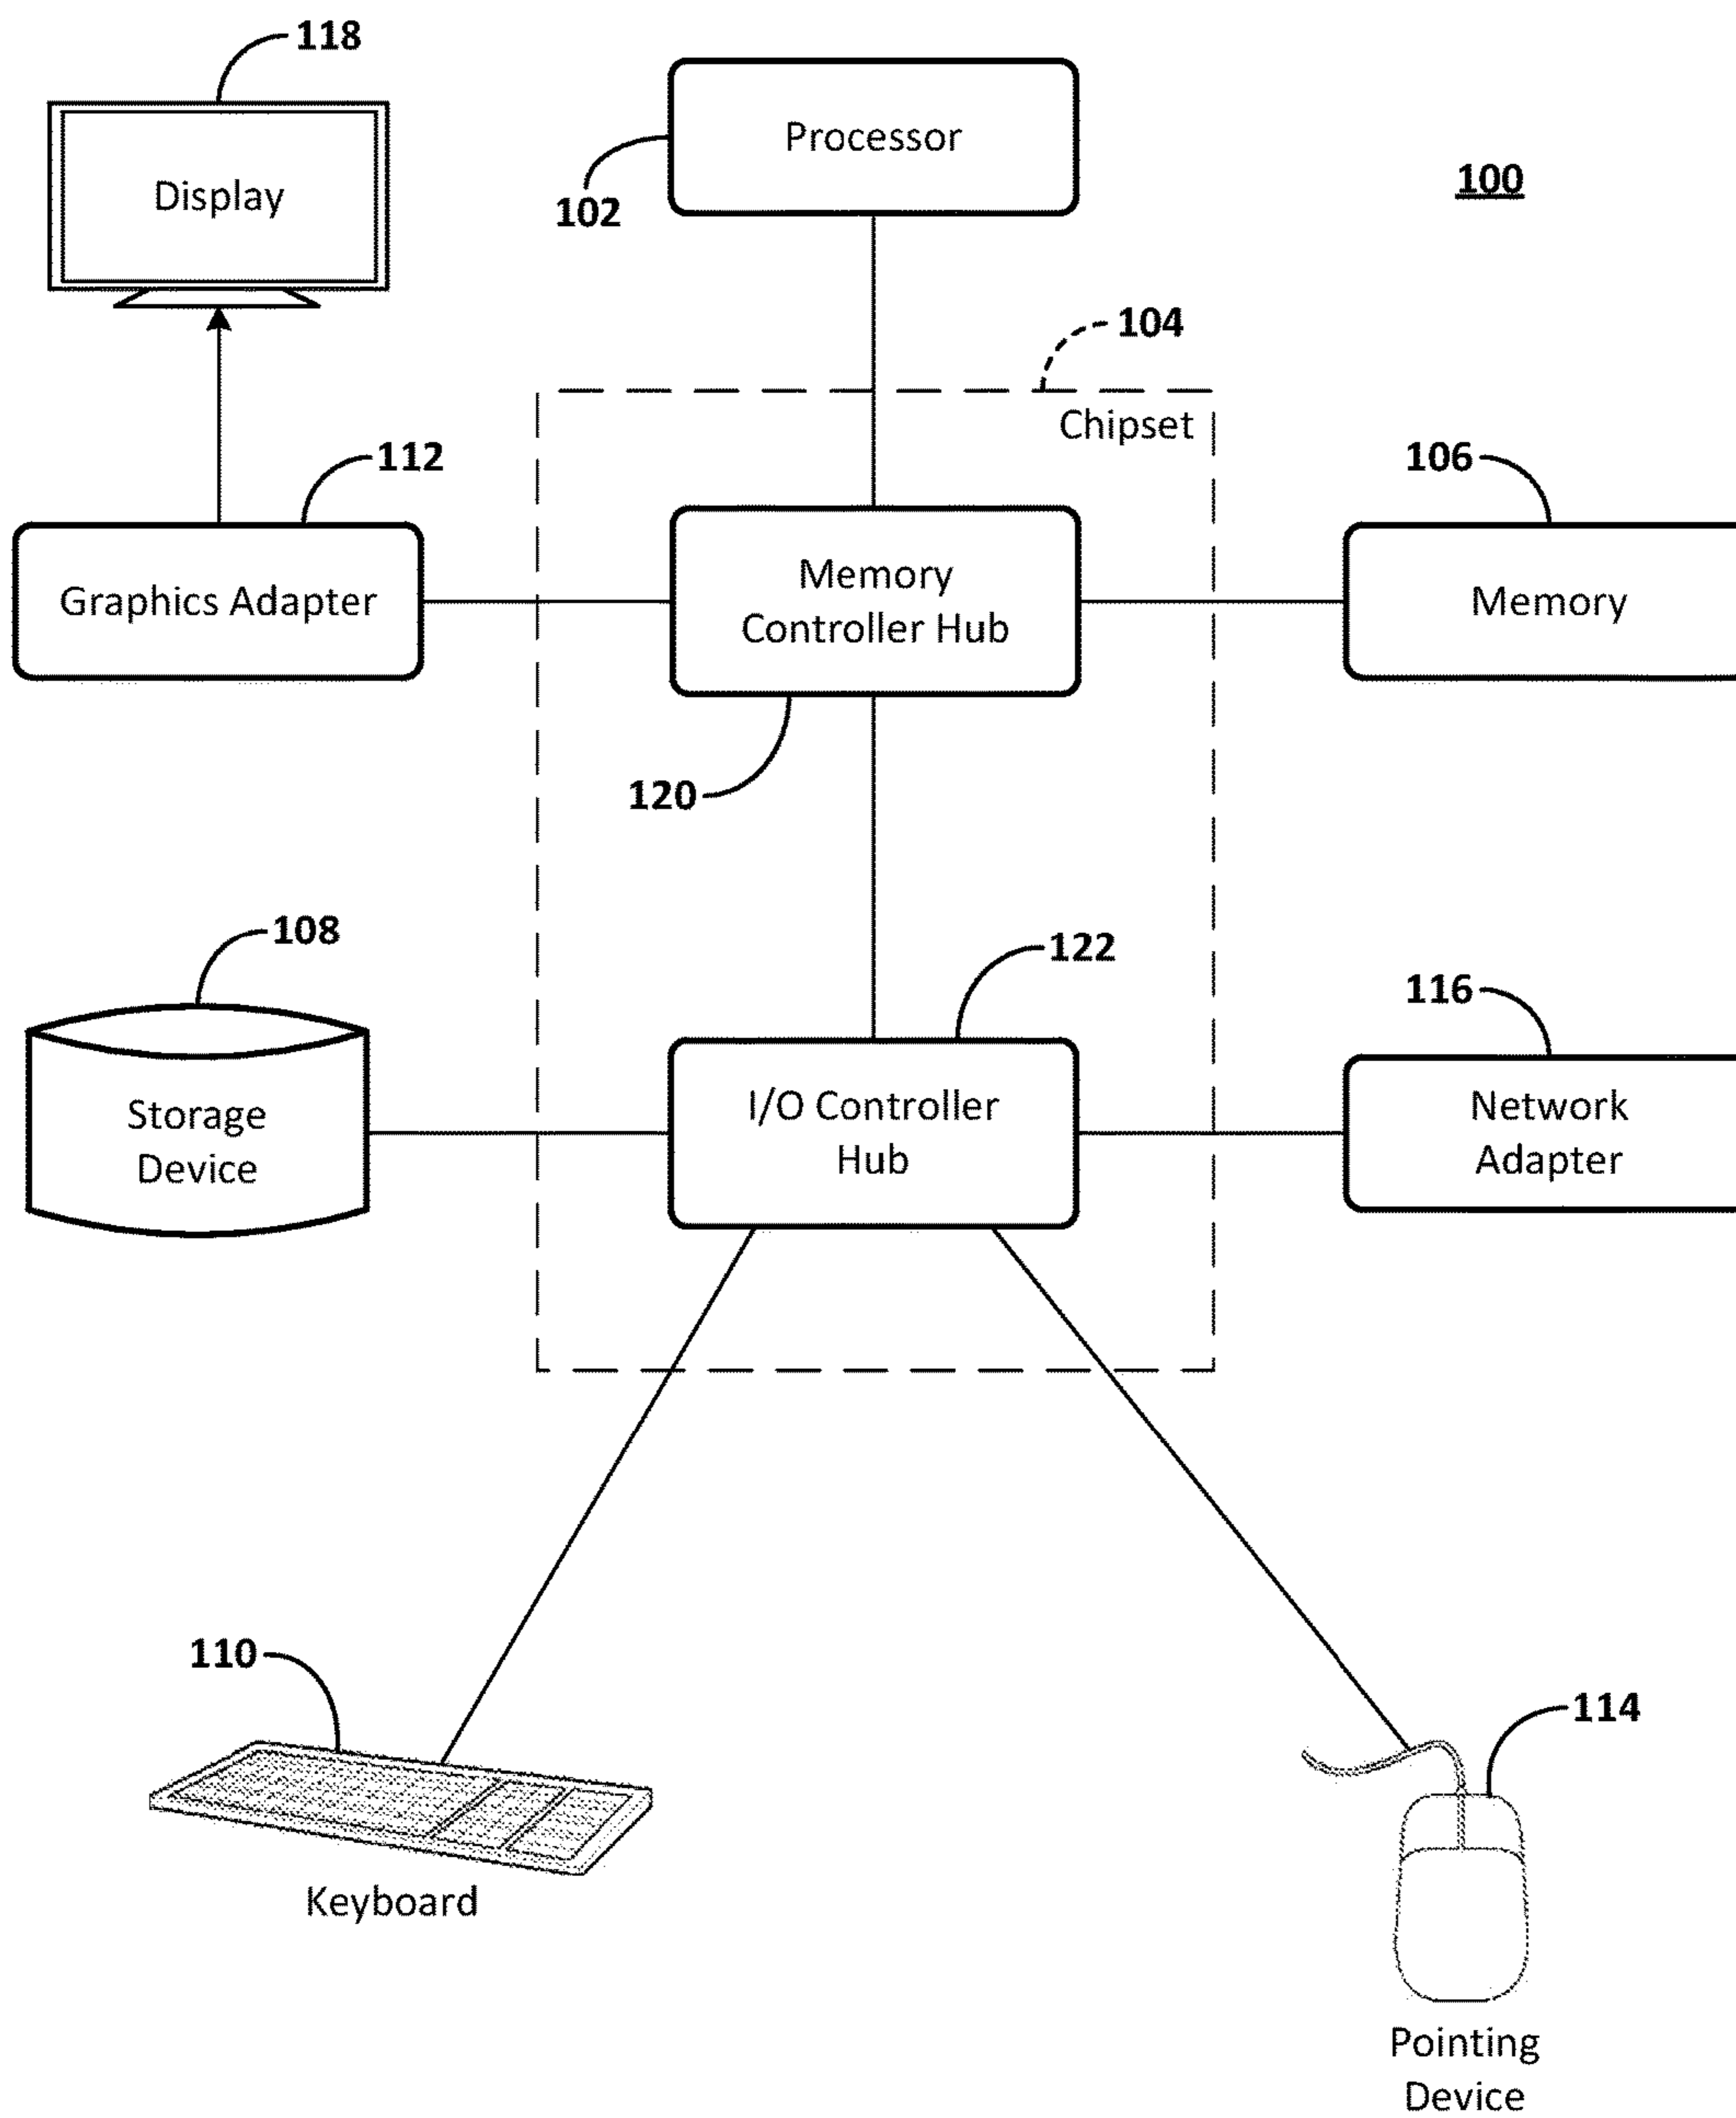 118
Processor
Display
102
100
104
Chipset
112
106
Graphics Adapter
Memory
Controller Hub
Memory
120
108
122
116
Storage
Device
I/O Controller
Hub
Network
Adapter
110
114
Keyboard
Pointing
Device